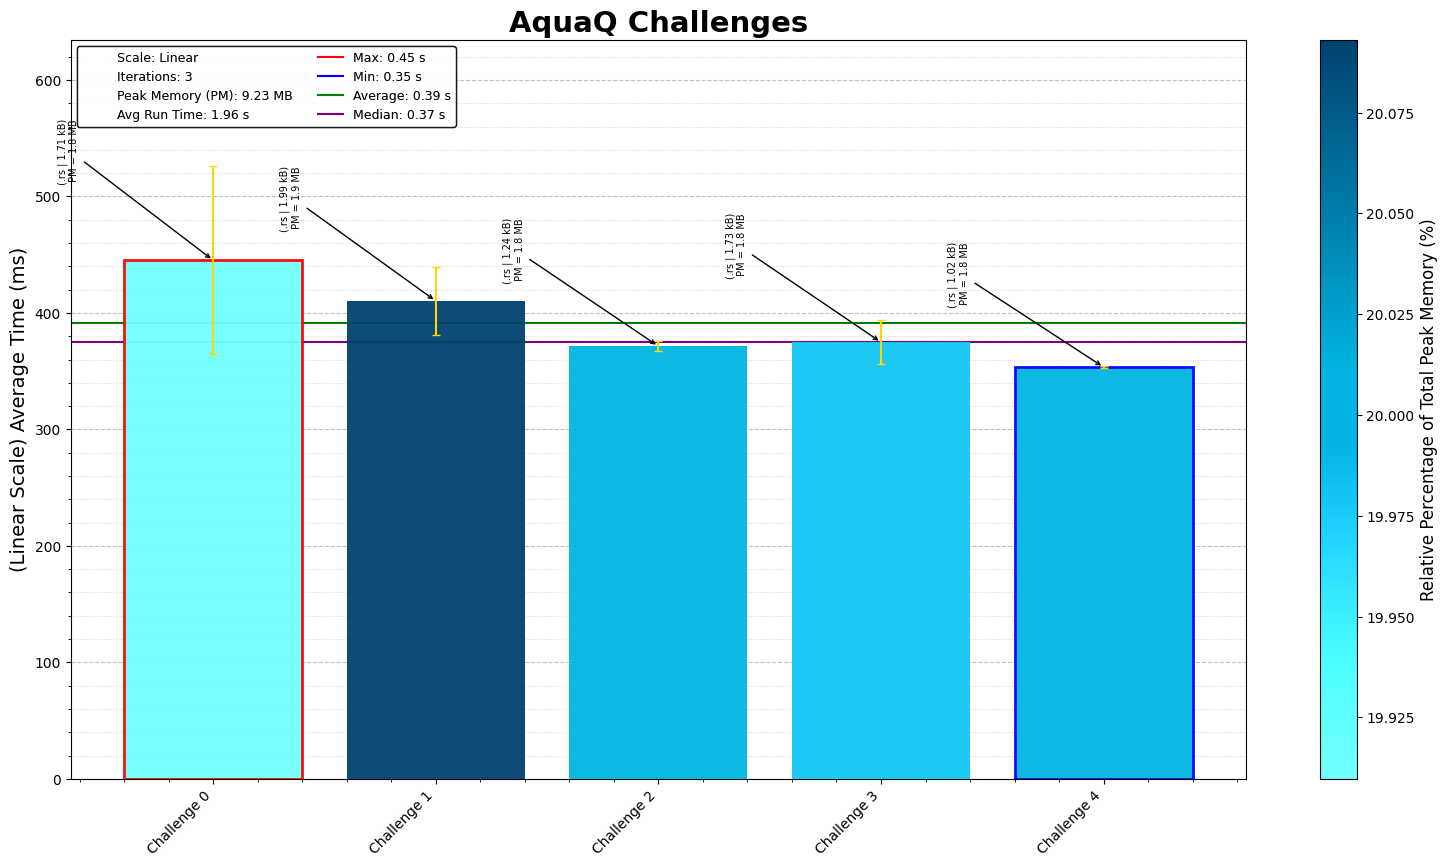 AquaQ Challenges
Scale: Linear
Iterations: 3
Peak Memory (PM): 9.23 MB
Avg Run Time: 1.96 s
Max: 0.45 s
Min: 0.35 s
Average: 0.39 s
Median: 0.37 s
(Linear Scale) Average Time (ms)
600
500
400
300
200
100
0
(.rs | 1.71 kB)
PM = 1.8 MB
(.rs | 1.99 kB)
PM = 1.9 MB
(.rs | 1.24 kB)
PM = 1.8 MB
(.rs | 1.73 kB)
PM = 1.8 MB
(.rs | 1.02 kB)
PM = 1.8 MB
Challenge 0
Challenge 1
Challenge 2
Challenge 3
Challenge 4
20.075
20.050
20.025
20.000
19.975
19.950
19.925
Relative Percentage of Total Peak Memory (%)